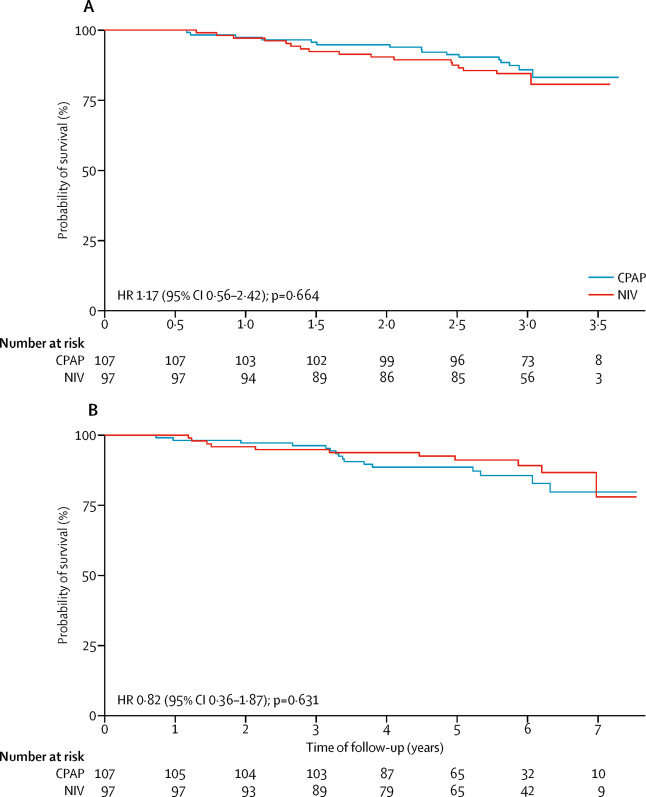 A
100
75
50
25
0
Probability of survival (%)
HR 1·17 (95% CI 0·56–2·42); p=0·664
CPAP
NIV
0 0·5 1·0 1·5 2·0 2·5 3·0 3·5
Number at risk
CPAP 107 107 103 102 99 96 73 8
NIV 97 97 94 89 86 85 56 3
B
100
75
50
25
0
Probability of survival (%)
HR 0·82 (95% CI 0·36–1·87); p=0·631
0 1 2 3 4 5 6 7
Time of follow-up (years)
Number at risk
CPAP 107 105 104 103 87 65 32 10
NIV 97 97 93 89 79 65 42 9